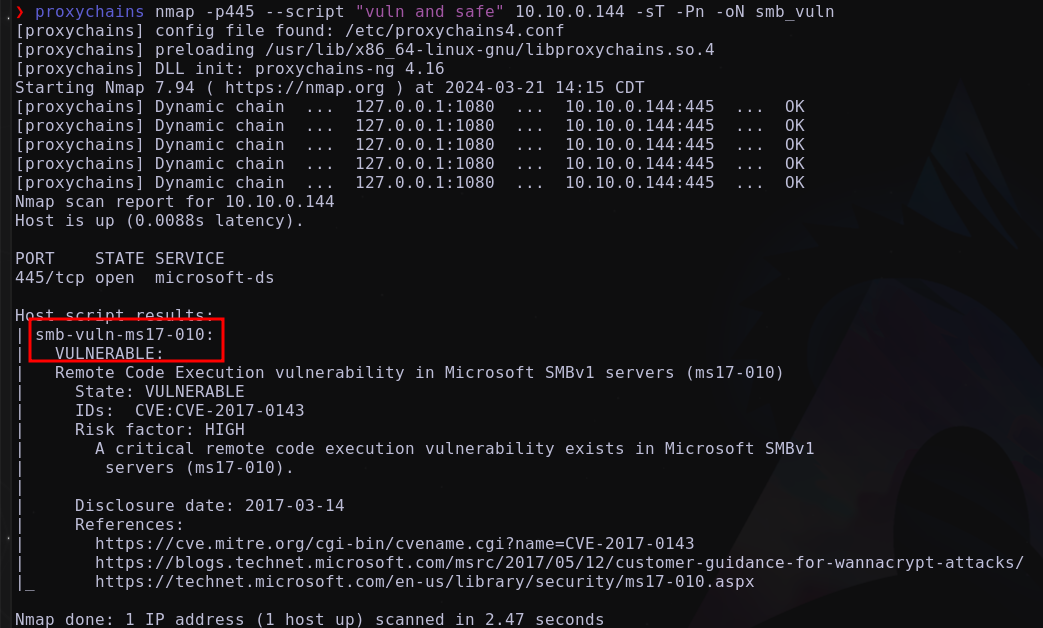 ❯ proxychains nmap -p445 --script "vuln and safe" 10.10.0.144 -sT -Pn -oN smb_vuln
[proxychains] config file found: /etc/proxychains4.conf
[proxychains] preloading /usr/lib/x86_64-linux-gnu/libproxychains.so.4
[proxychains] DLL init: proxychains-ng 4.16
Starting Nmap 7.94 ( https://nmap.org ) at 2024-03-21 14:15 CDT
[proxychains] Dynamic chain  ...  127.0.0.1:1080  ...  10.10.0.144:445  ...  OK
[proxychains] Dynamic chain  ...  127.0.0.1:1080  ...  10.10.0.144:445  ...  OK
[proxychains] Dynamic chain  ...  127.0.0.1:1080  ...  10.10.0.144:445  ...  OK
[proxychains] Dynamic chain  ...  127.0.0.1:1080  ...  10.10.0.144:445  ...  OK
[proxychains] Dynamic chain  ...  127.0.0.1:1080  ...  10.10.0.144:445  ...  OK
Nmap scan report for 10.10.0.144
Host is up (0.0088s latency).

PORT    STATE SERVICE
445/tcp open  microsoft-ds

Host script results:
| smb-vuln-ms17-010:
|   VULNERABLE:
|   Remote Code Execution vulnerability in Microsoft SMBv1 servers (ms17-010)
|     State: VULNERABLE
|     IDs:  CVE:CVE-2017-0143
|     Risk factor: HIGH
|       A critical remote code execution vulnerability exists in Microsoft SMBv1
|        servers (ms17-010).
|
|     Disclosure date: 2017-03-14
|     References:
|       https://cve.mitre.org/cgi-bin/cvename.cgi?name=CVE-2017-0143
|       https://blogs.technet.microsoft.com/msrc/2017/05/12/customer-guidance-for-wannacrypt-attacks/
|_      https://technet.microsoft.com/en-us/library/security/ms17-010.aspx

Nmap done: 1 IP address (1 host up) scanned in 2.47 seconds